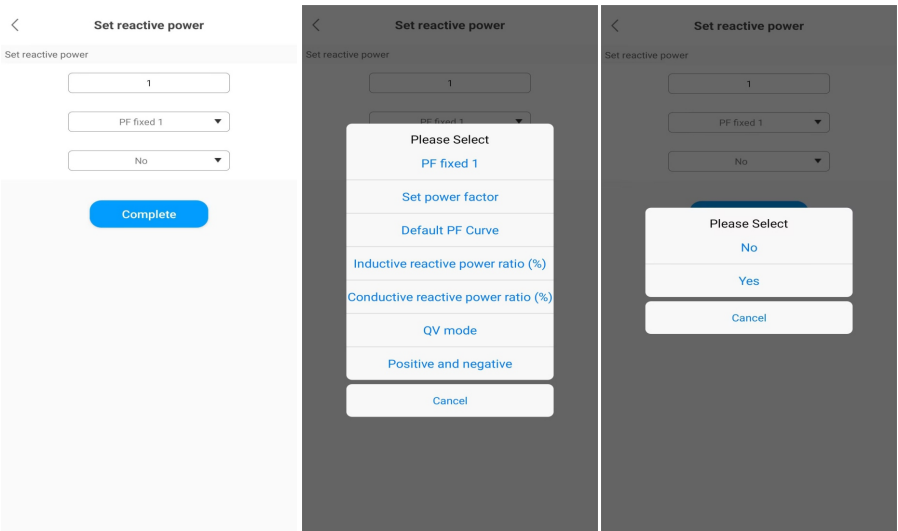 Set reactive power
Set reactive power
1
PF fixed 1
No
Complete
Set reactive power
Set reactive power
1
PF fixed 1
Please Select
PF fixed 1
Set power factor
Default PF Curve
Inductive reactive power ratio (%)
Conductive reactive power ratio (%)
QV mode
Positive and negative
Cancel
Set reactive power
Set reactive power
1
PF fixed 1
No
Please Select
No
Yes
Cancel